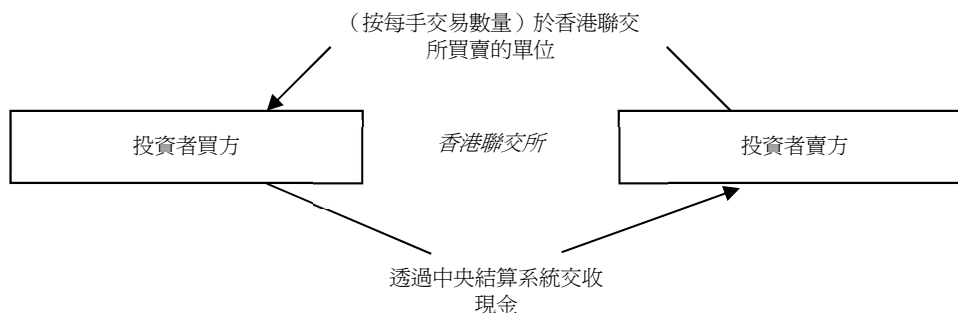 （按每手交易數量）於香港聯交
所買賣的單位
投資者買方
香港聯交所
投資者賣方
透過中央結算系統交收
現金